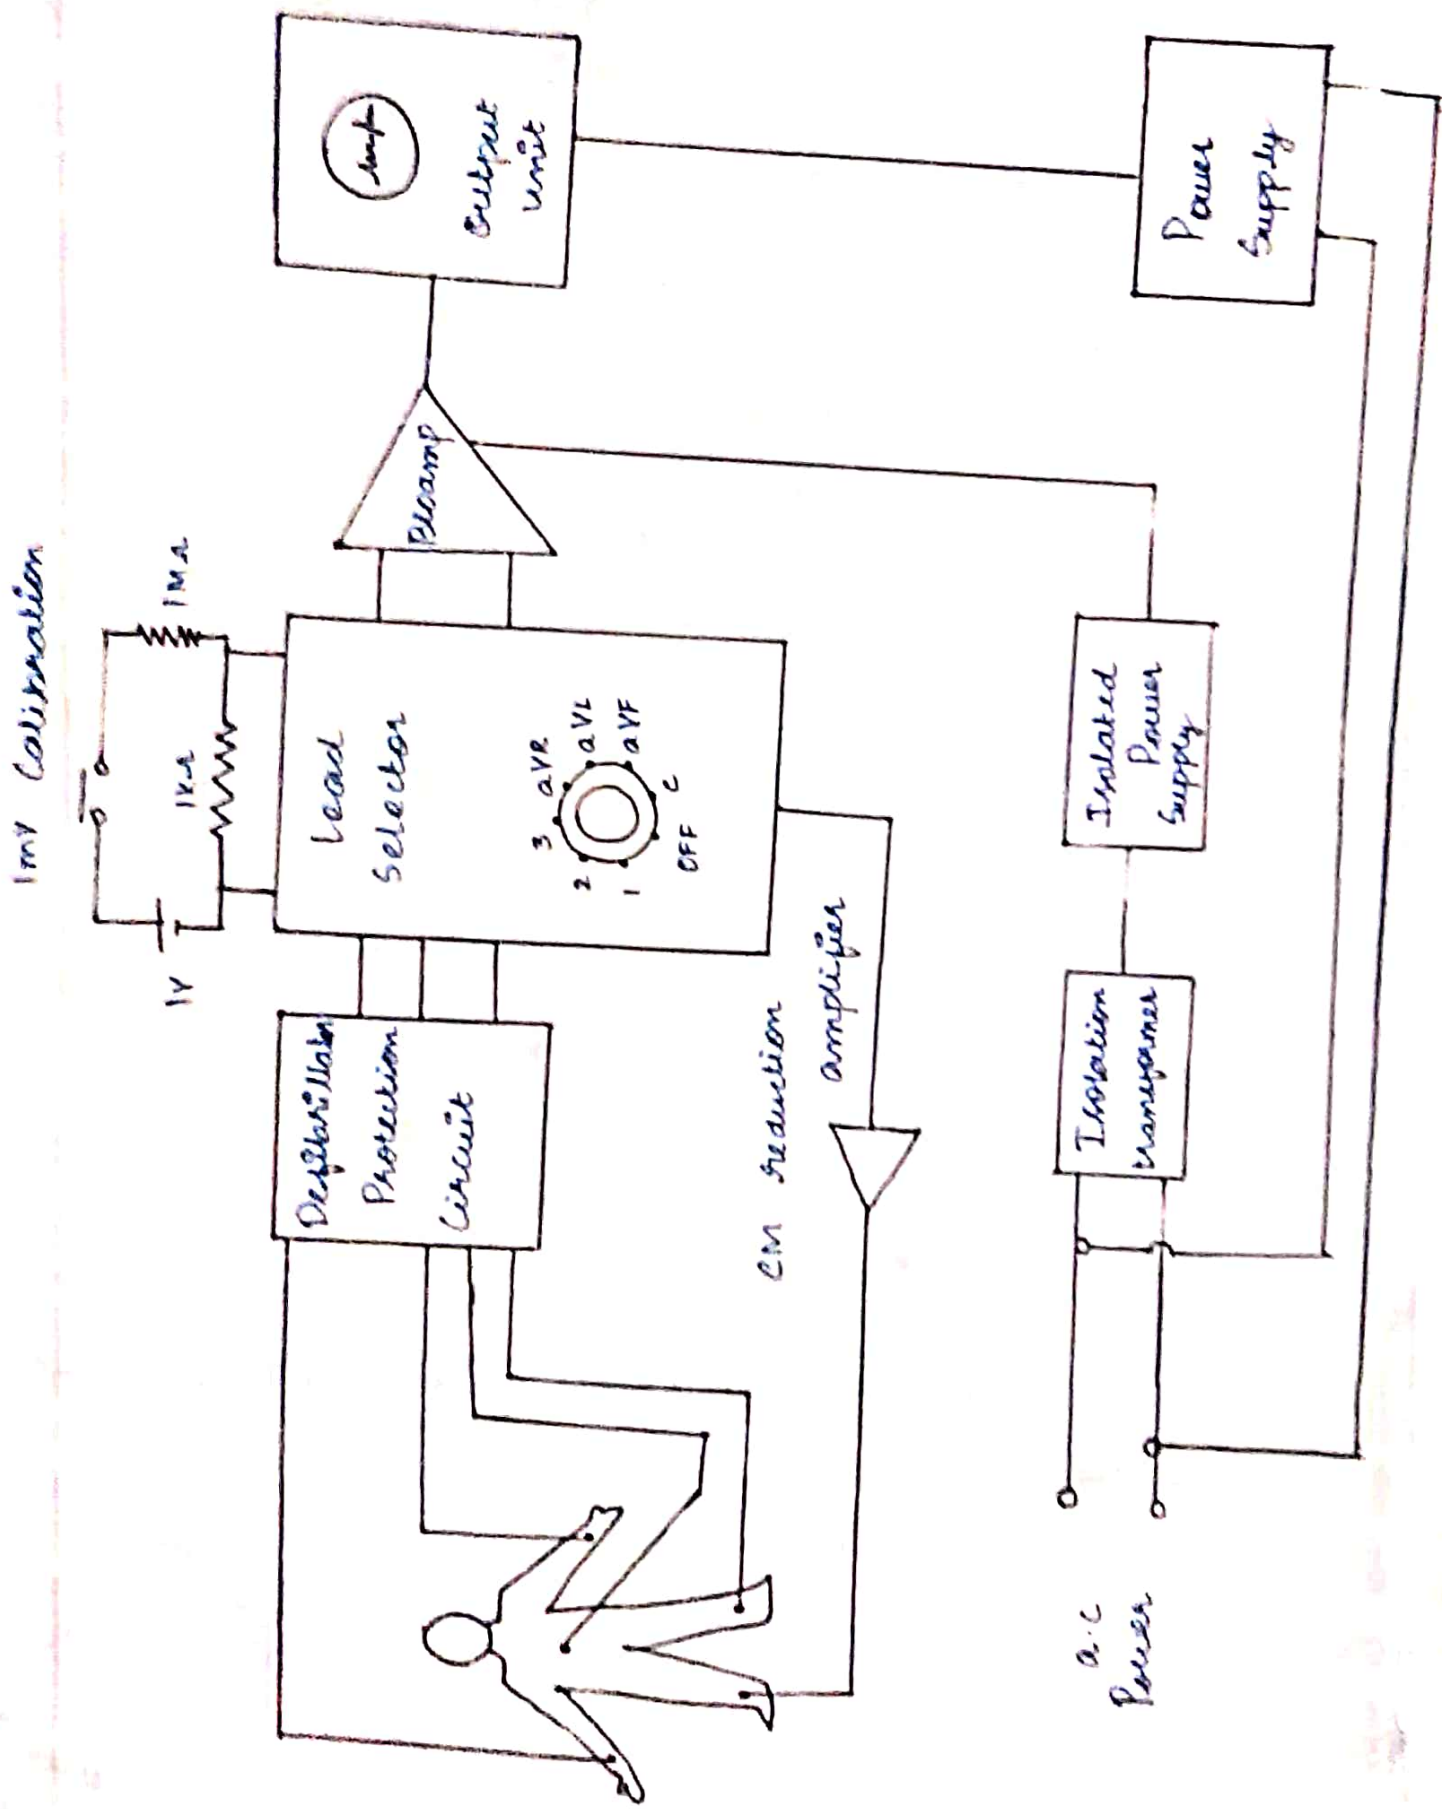 1mV Calibration
1V
1KΩ
1MΩ
Defibrillator
Protection
Circuit
Lead
Selector
OFF
1
2
3
aVR
aVL
aVF
C
Bioamp
Output
Unit
CM reduction
amplifier
a.c
Power
Isolation
transformer
Isolated
Power
Supply
Power
Supply